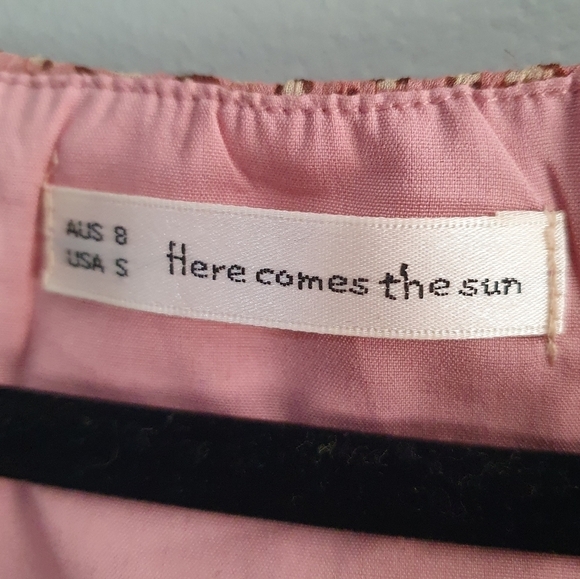 AUS 8
USA S
Here comes the sun